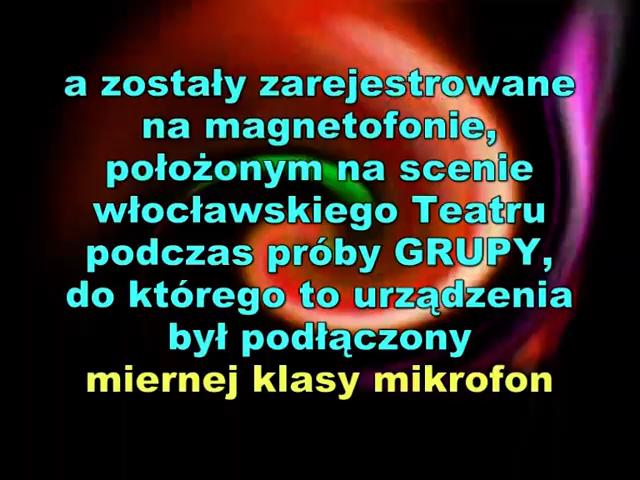 a zostały zarejestrowane
na magnetofonie,
położonym na scenie
włocławskiego Teatru
podczas próby GRUPY,
do którego to urządzenia
był podłączony
miernej klasy mikrofon